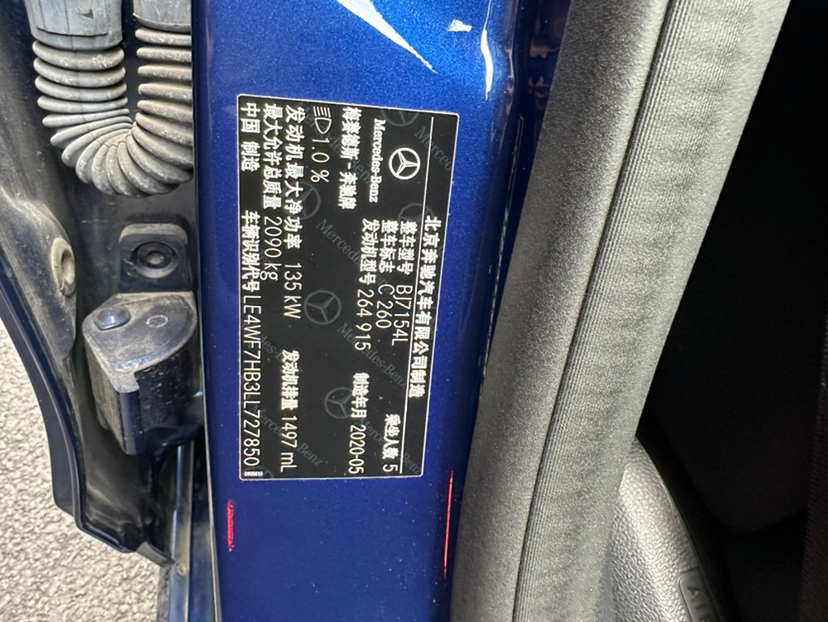 北京奔驰汽车有限公司制造
Mercedes-Benz
梅赛德斯-奔驰牌
整车型号 BJ7154L
乘坐人数 5
整车标志 C 260
发动机型号 264 915
制造年月 2020-05
1.0 %
发动机最大净功率 135 kW
发动机排量 1497 mL
最大允许总质量 2090 kg
中国 制造
车辆识别代号 LE4WF7HB3LL727850